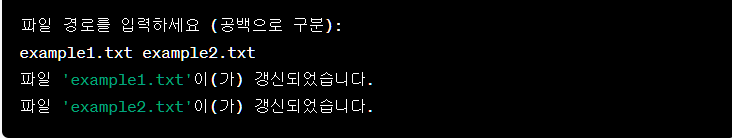 파일 경로를 입력하세요 (공백으로 구분):
example1.txt example2.txt
파일 'example1.txt'이(가) 갱신되었습니다.
파일 'example2.txt'이(가) 갱신되었습니다.